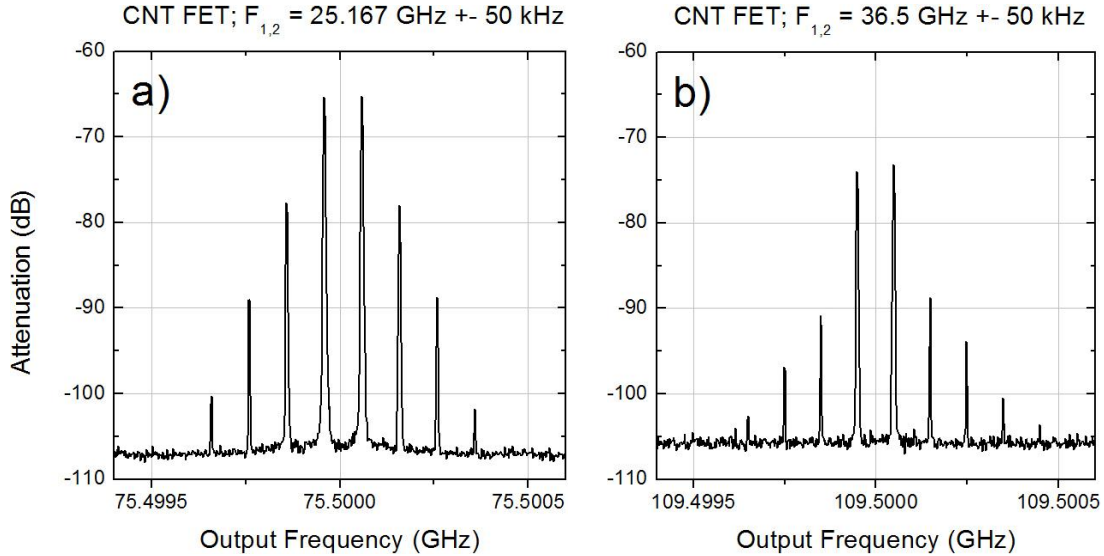 CNT FET; F1,2 = 25.167 GHz +- 50 kHz
CNT FET; F1,2 = 36.5 GHz +- 50 kHz
a)
b)
Attenuation (dB)
-60
-70
-80
-90
-100
-110
75.4995
75.5000
75.5005
Output Frequency (GHz)
-60
-70
-80
-90
-100
-110
109.4995
109.5000
109.5005
Output Frequency (GHz)